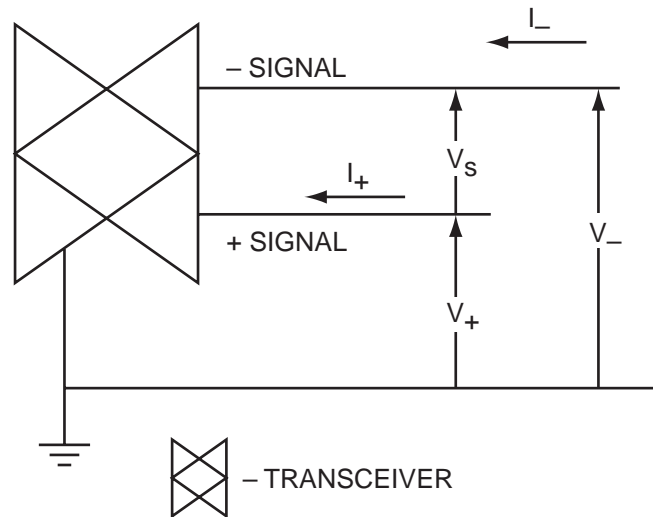 I–
– SIGNAL
VS
I+
+ SIGNAL
V–
V+
– TRANSCEIVER